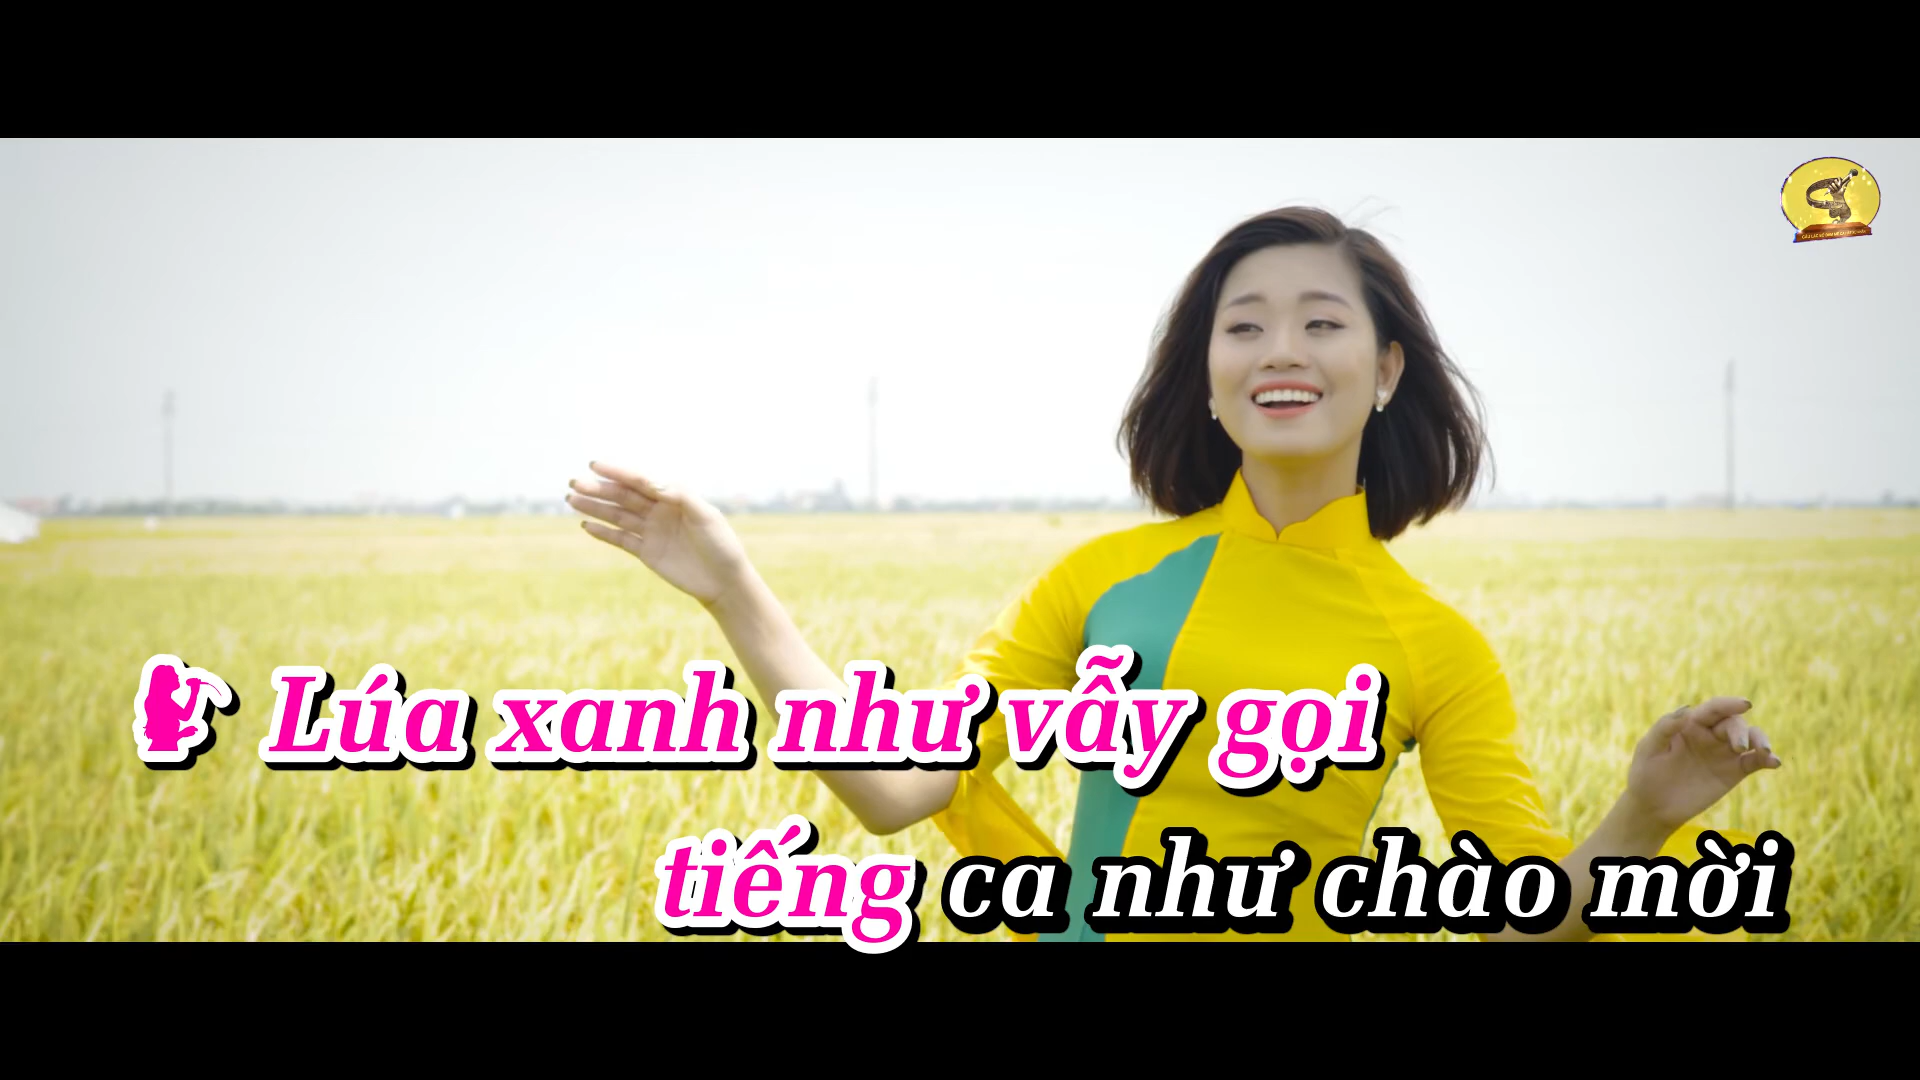 Lúa xanh như vẫy gọi
tiếng ca như chào mời